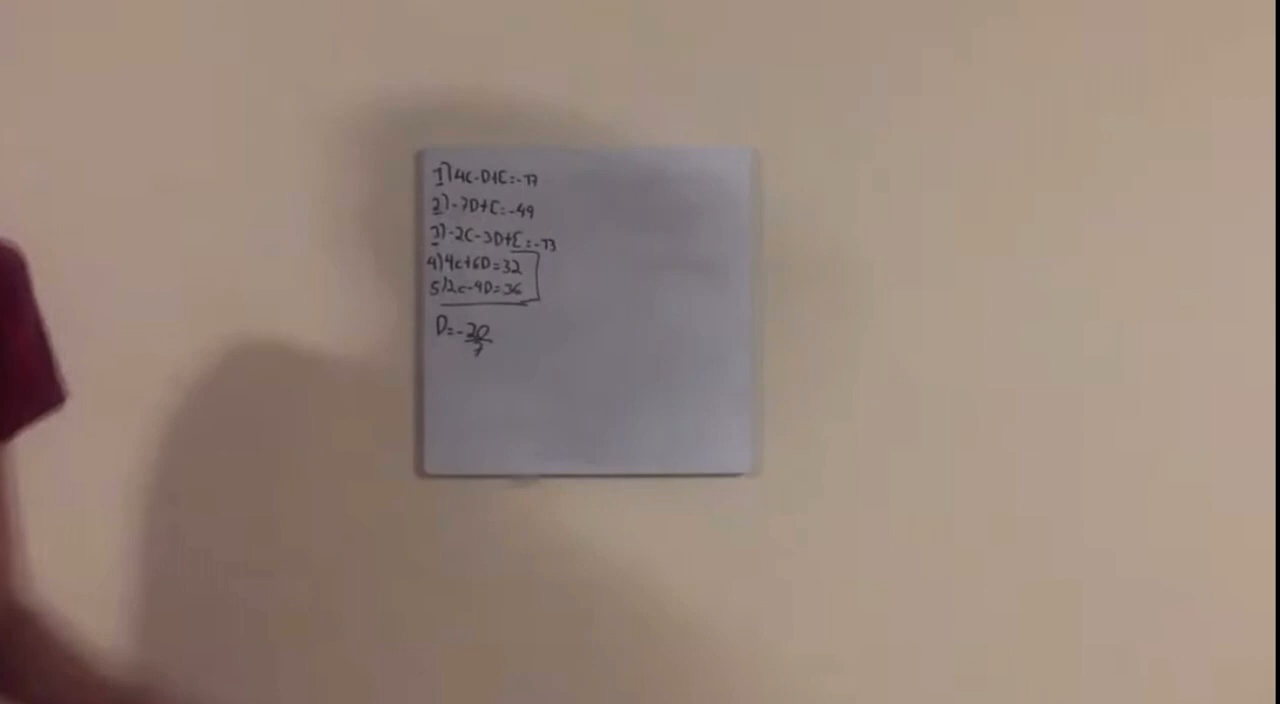 1) 4C-D+E=-17
2) -7D+E=-49
3) -2C-3D+E=-13
4) 4c+6D=32
5) 2c-4D=36
D=-20/7